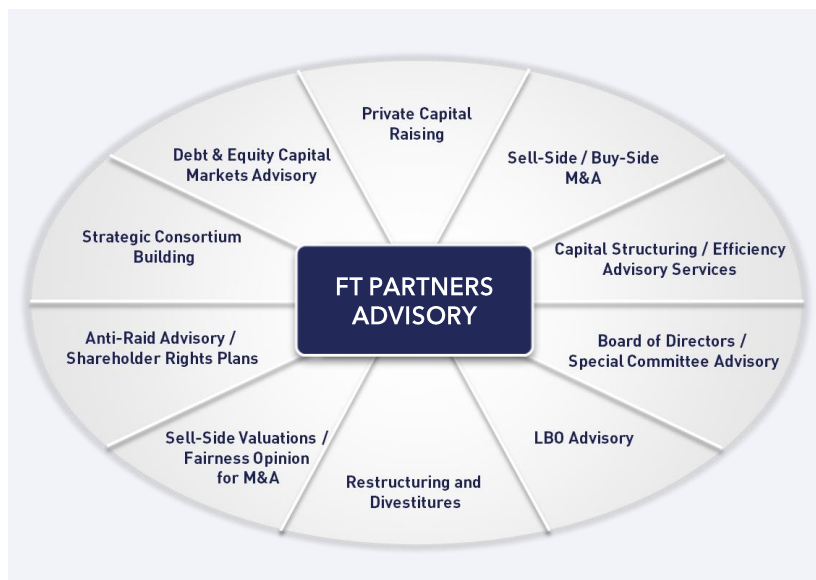 Private Capital
Raising
Debt & Equity Capital
Markets Advisory
Sell-Side / Buy-Side
M&A
Strategic Consortium
Building
Capital Structuring / Efficiency
Advisory Services
FT PARTNERS
ADVISORY
Anti-Raid Advisory /
Shareholder Rights Plans
Board of Directors /
Special Committee Advisory
Sell-Side Valuations /
Fairness Opinion
for M&A
LBO Advisory
Restructuring and
Divestitures